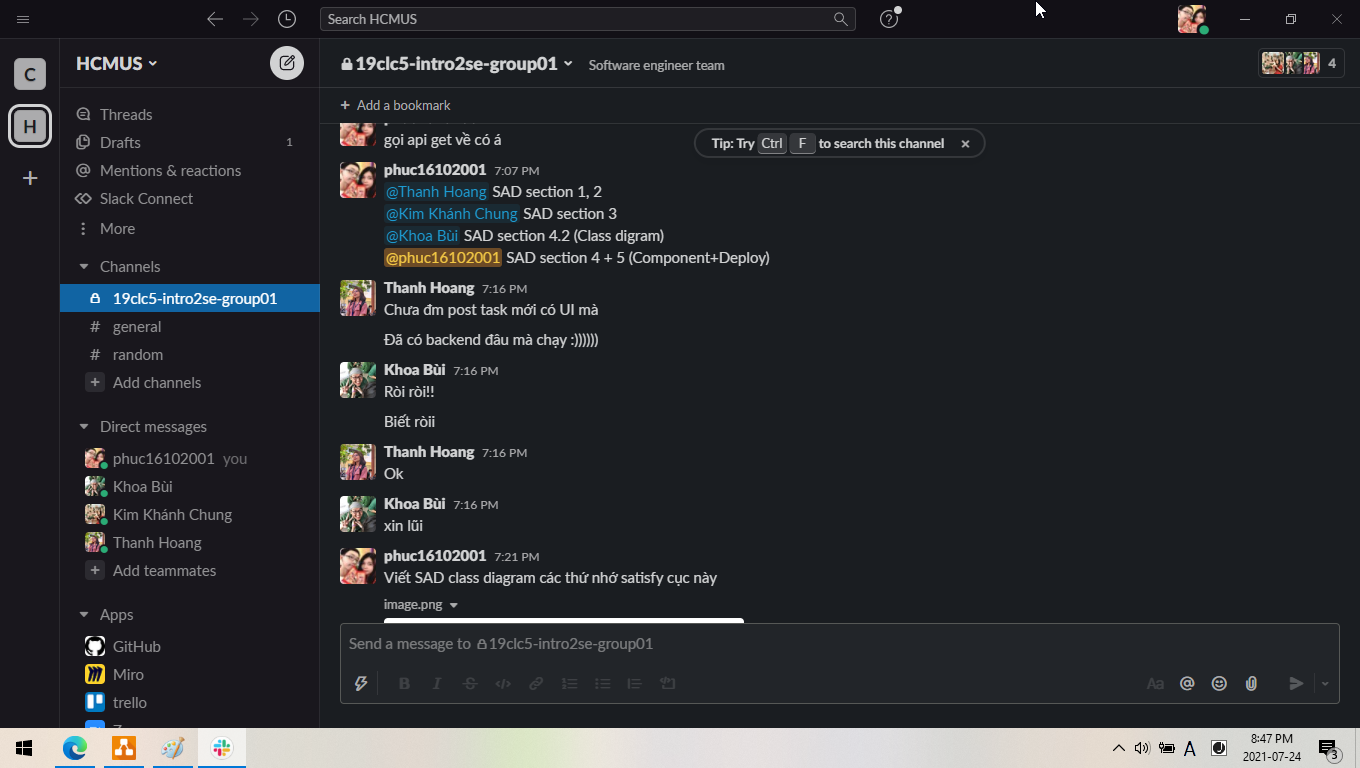 Search HCMUS
C
HCMUS
19clc5-intro2se-group01
Software engineer team
4
H
Add a bookmark
Threads
Drafts
1
Mentions & reactions
Slack Connect
More
Channels
19clc5-intro2se-group01
# general
# random
+ Add channels
Direct messages
phuc16102001 you
Khoa Bùi
Kim Khánh Chung
Thanh Hoang
+ Add teammates
Apps
GitHub
Miro
trello
gọi api get về có á
Tip: Try Ctrl F to search this channel
phuc16102001 7:07 PM
@Thanh Hoang SAD section 1, 2
@Kim Khánh Chung SAD section 3
@Khoa Bùi SAD section 4.2 (Class digram)
@phuc16102001 SAD section 4 + 5 (Component+Deploy)
Thanh Hoang 7:16 PM
Chưa đm post task mới có UI mà
Đã có backend đâu mà chạy :))))))
Khoa Bùi 7:16 PM
Ròi ròi!!
Biết ròii
Thanh Hoang 7:16 PM
Ok
Khoa Bùi 7:16 PM
xin lũi
phuc16102001 7:21 PM
Viết SAD class diagram các thứ nhớ satisfy cục này
image.png
Send a message to 19clc5-intro2se-group01
B I S </> Aa @
A
8:47 PM
2021-07-24
3